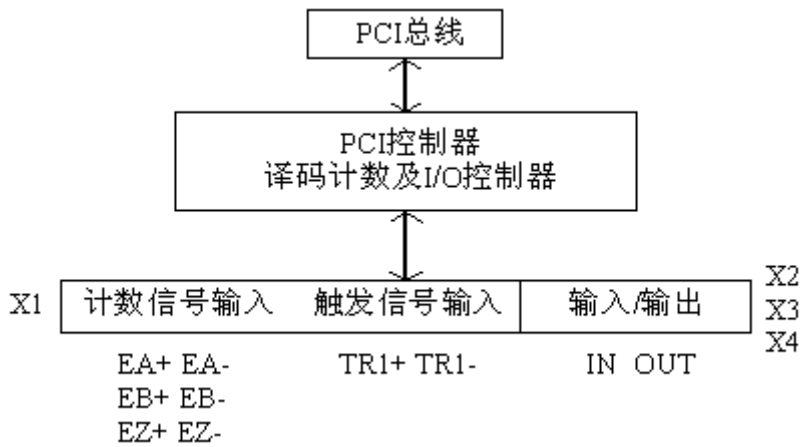 PCI总线
PCI控制器
译码计数及I/O控制器
X1 计数信号输入 触发信号输入 输入/输出 X2
X3
X4
EA+ EA- TR1+ TR1- IN OUT
EB+ EB-
EZ+ EZ-